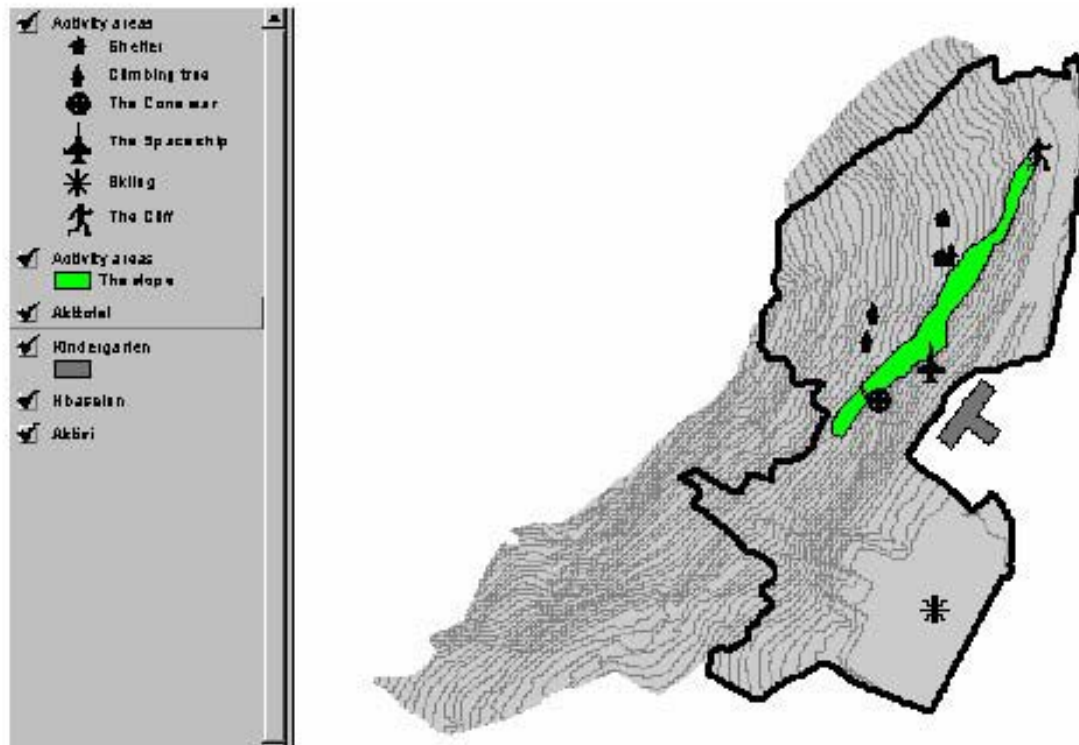 Activity areas
Shelter
Climbing tree
The Cone war
The Spaceship
Skiing
The Cliff
Activity areas
The slope
Kindergarten